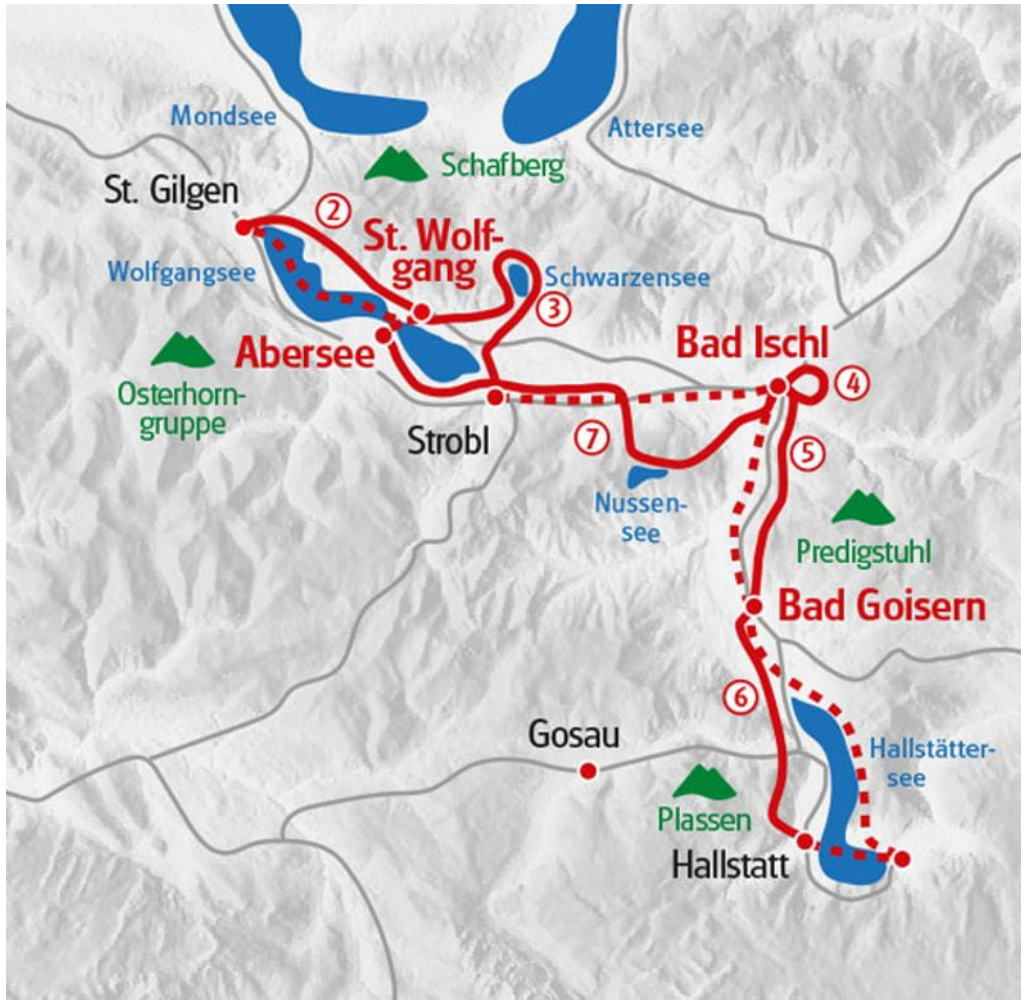 Mondsee
Attersee
Schafberg
St. Gilgen
②
St. Wolf-
gang
Wolfgangsee
Schwarzensee
③
Abersee
Bad Ischl
Osterhorn-
gruppe
④
Strobl
⑦
⑤
Nussen-
see
Predigstuhl
Bad Goisern
⑥
Gosau
Hallstätter-
see
Plassen
Hallstatt